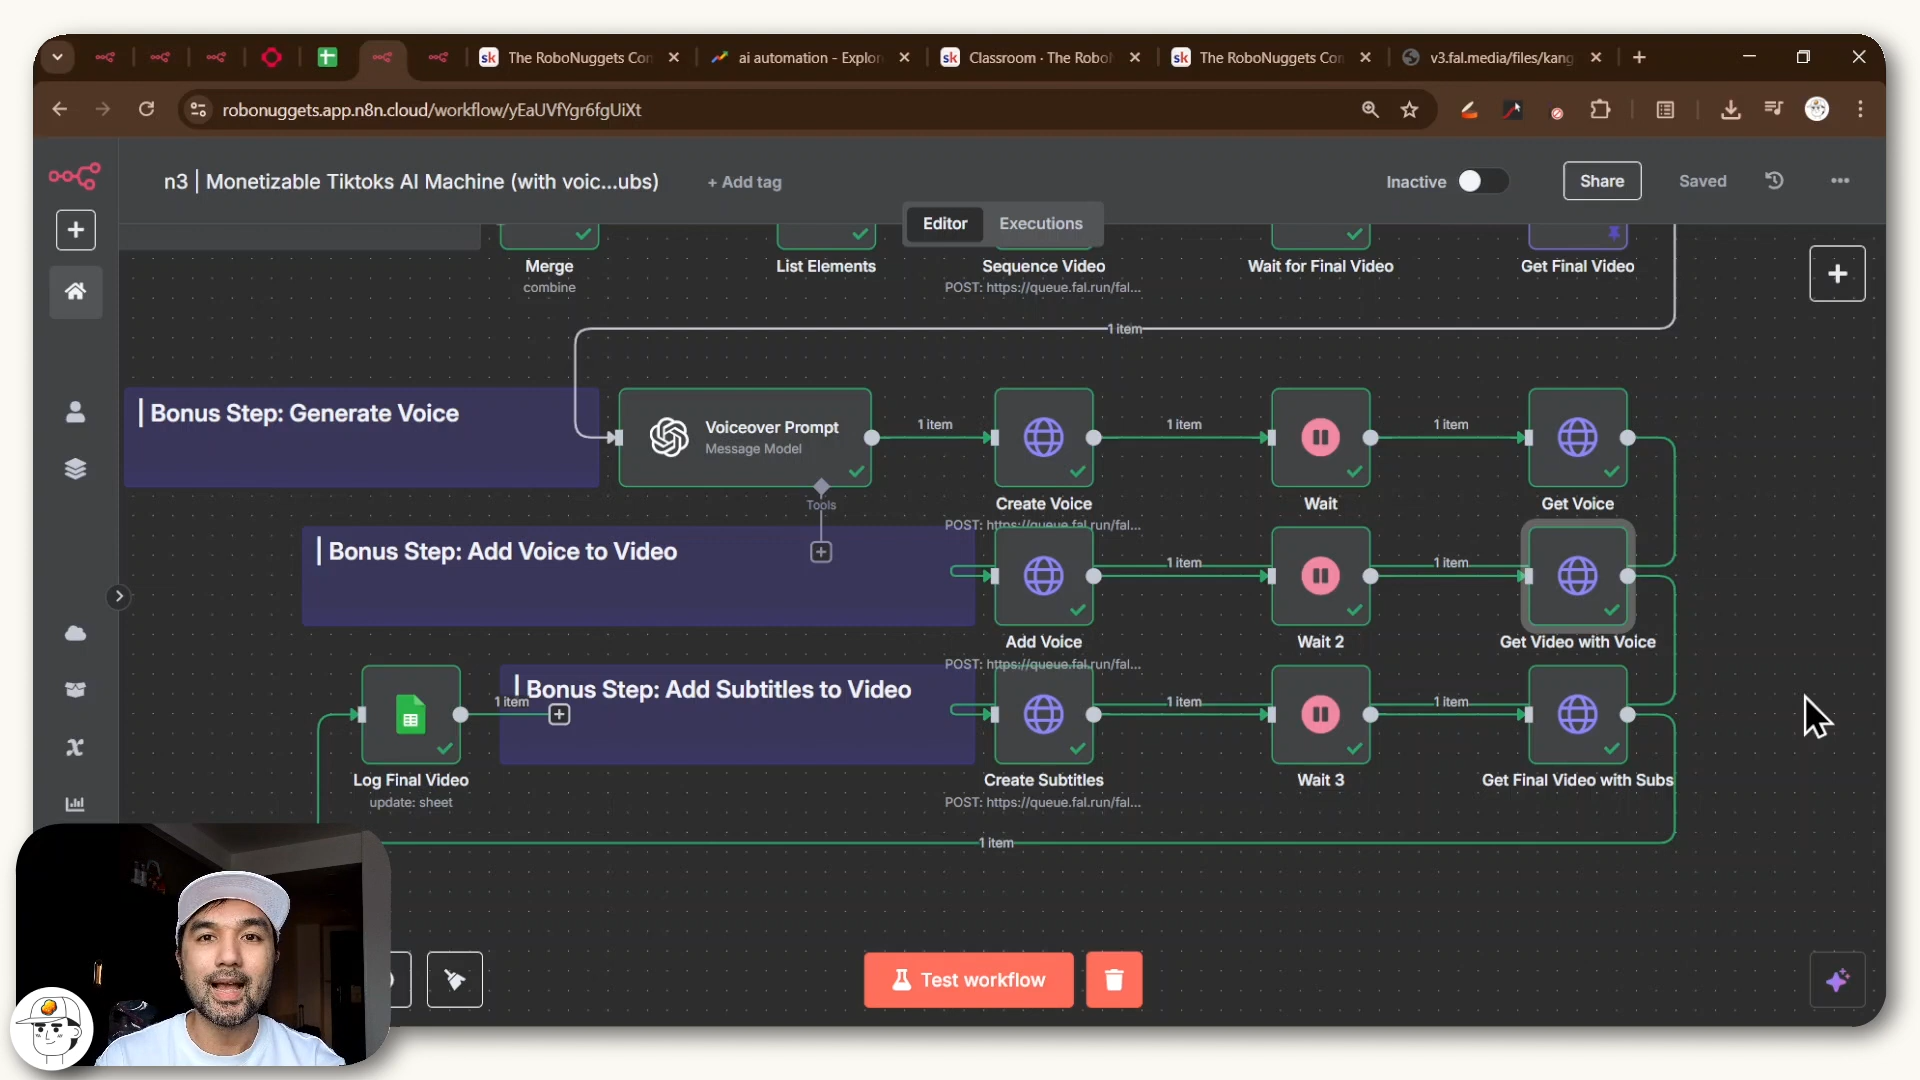 The RoboNuggets Con
ai automation - Explor
Classroom · The Robol
The RoboNuggets Con
v3.fal.media/files/kang
robonuggets.app.n8n.cloud/workflow/yEaUVfYgr6fgUiXt
n3 | Monetizable Tiktoks AI Machine (with voic...ubs)
+ Add tag
Inactive
Share
Saved
Editor
Executions
Merge
combine
List Elements
Sequence Video
POST: https://queue.fal.run/fal...
Wait for Final Video
Get Final Video
1 item
Bonus Step: Generate Voice
Voiceover Prompt
Message Model
Tools
1 item
1 item
1 item
Create Voice
POST: https://queue.fal.run/fal...
Wait
Get Voice
Bonus Step: Add Voice to Video
1 item
1 item
Add Voice
POST: https://queue.fal.run/fal...
Wait 2
Get Video with Voice
1 item
Bonus Step: Add Subtitles to Video
1 item
1 item
Log Final Video
update: sheet
Create Subtitles
POST: https://queue.fal.run/fal...
Wait 3
Get Final Video with Subs
1 item
Test workflow